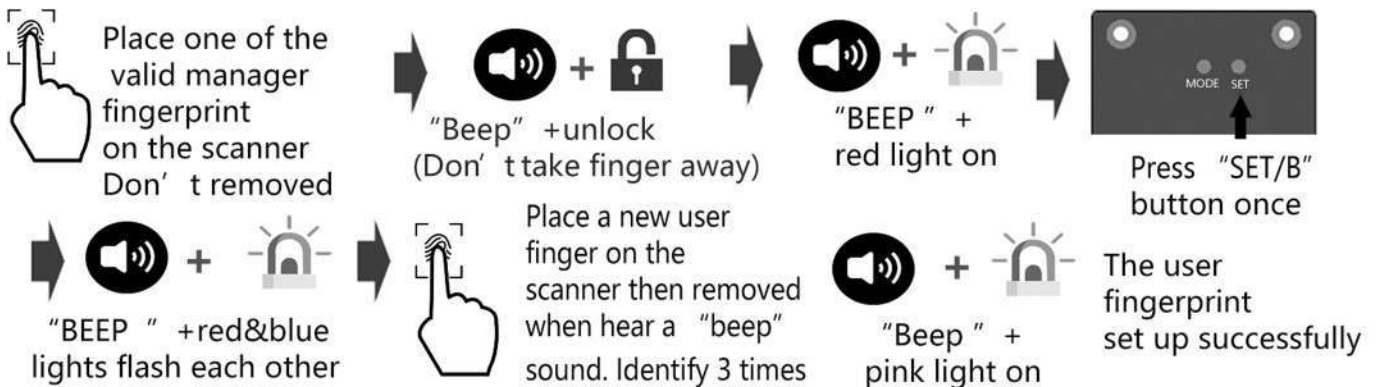 Place one of the
valid manager
fingerprint
on the scanner
Don’ t removed
“Beep” +unlock
(Don’ t take finger away)
“BEEP ” +
red light on
MODE SET
Press “SET/B”
button once
“BEEP ” +red&blue
lights flash each other
Place a new user
finger on the
scanner then removed
when hear a “beep”
sound. Identify 3 times
“Beep ” +
pink light on
The user
fingerprint
set up successfully